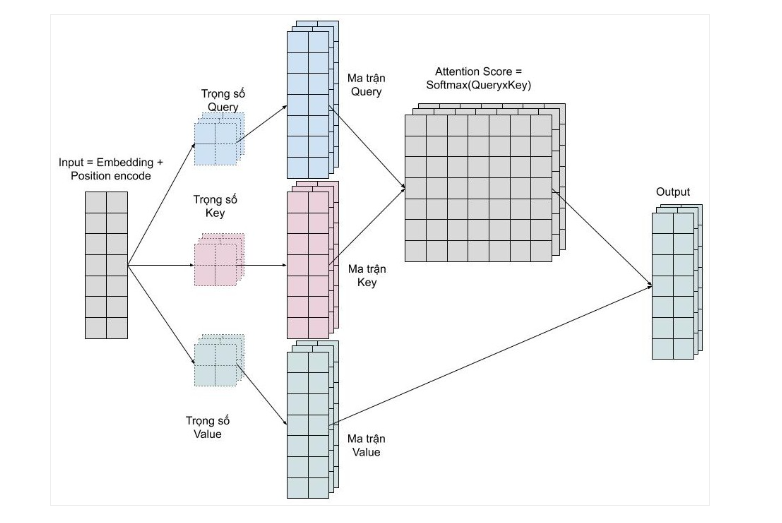 Input = Embedding +
Position encode
Trọng số
Query
Ma trận
Query
Attention Score =
Softmax(QueryxKey)
Trọng số
Key
Ma trận
Key
Trọng số
Value
Ma trận
Value
Output